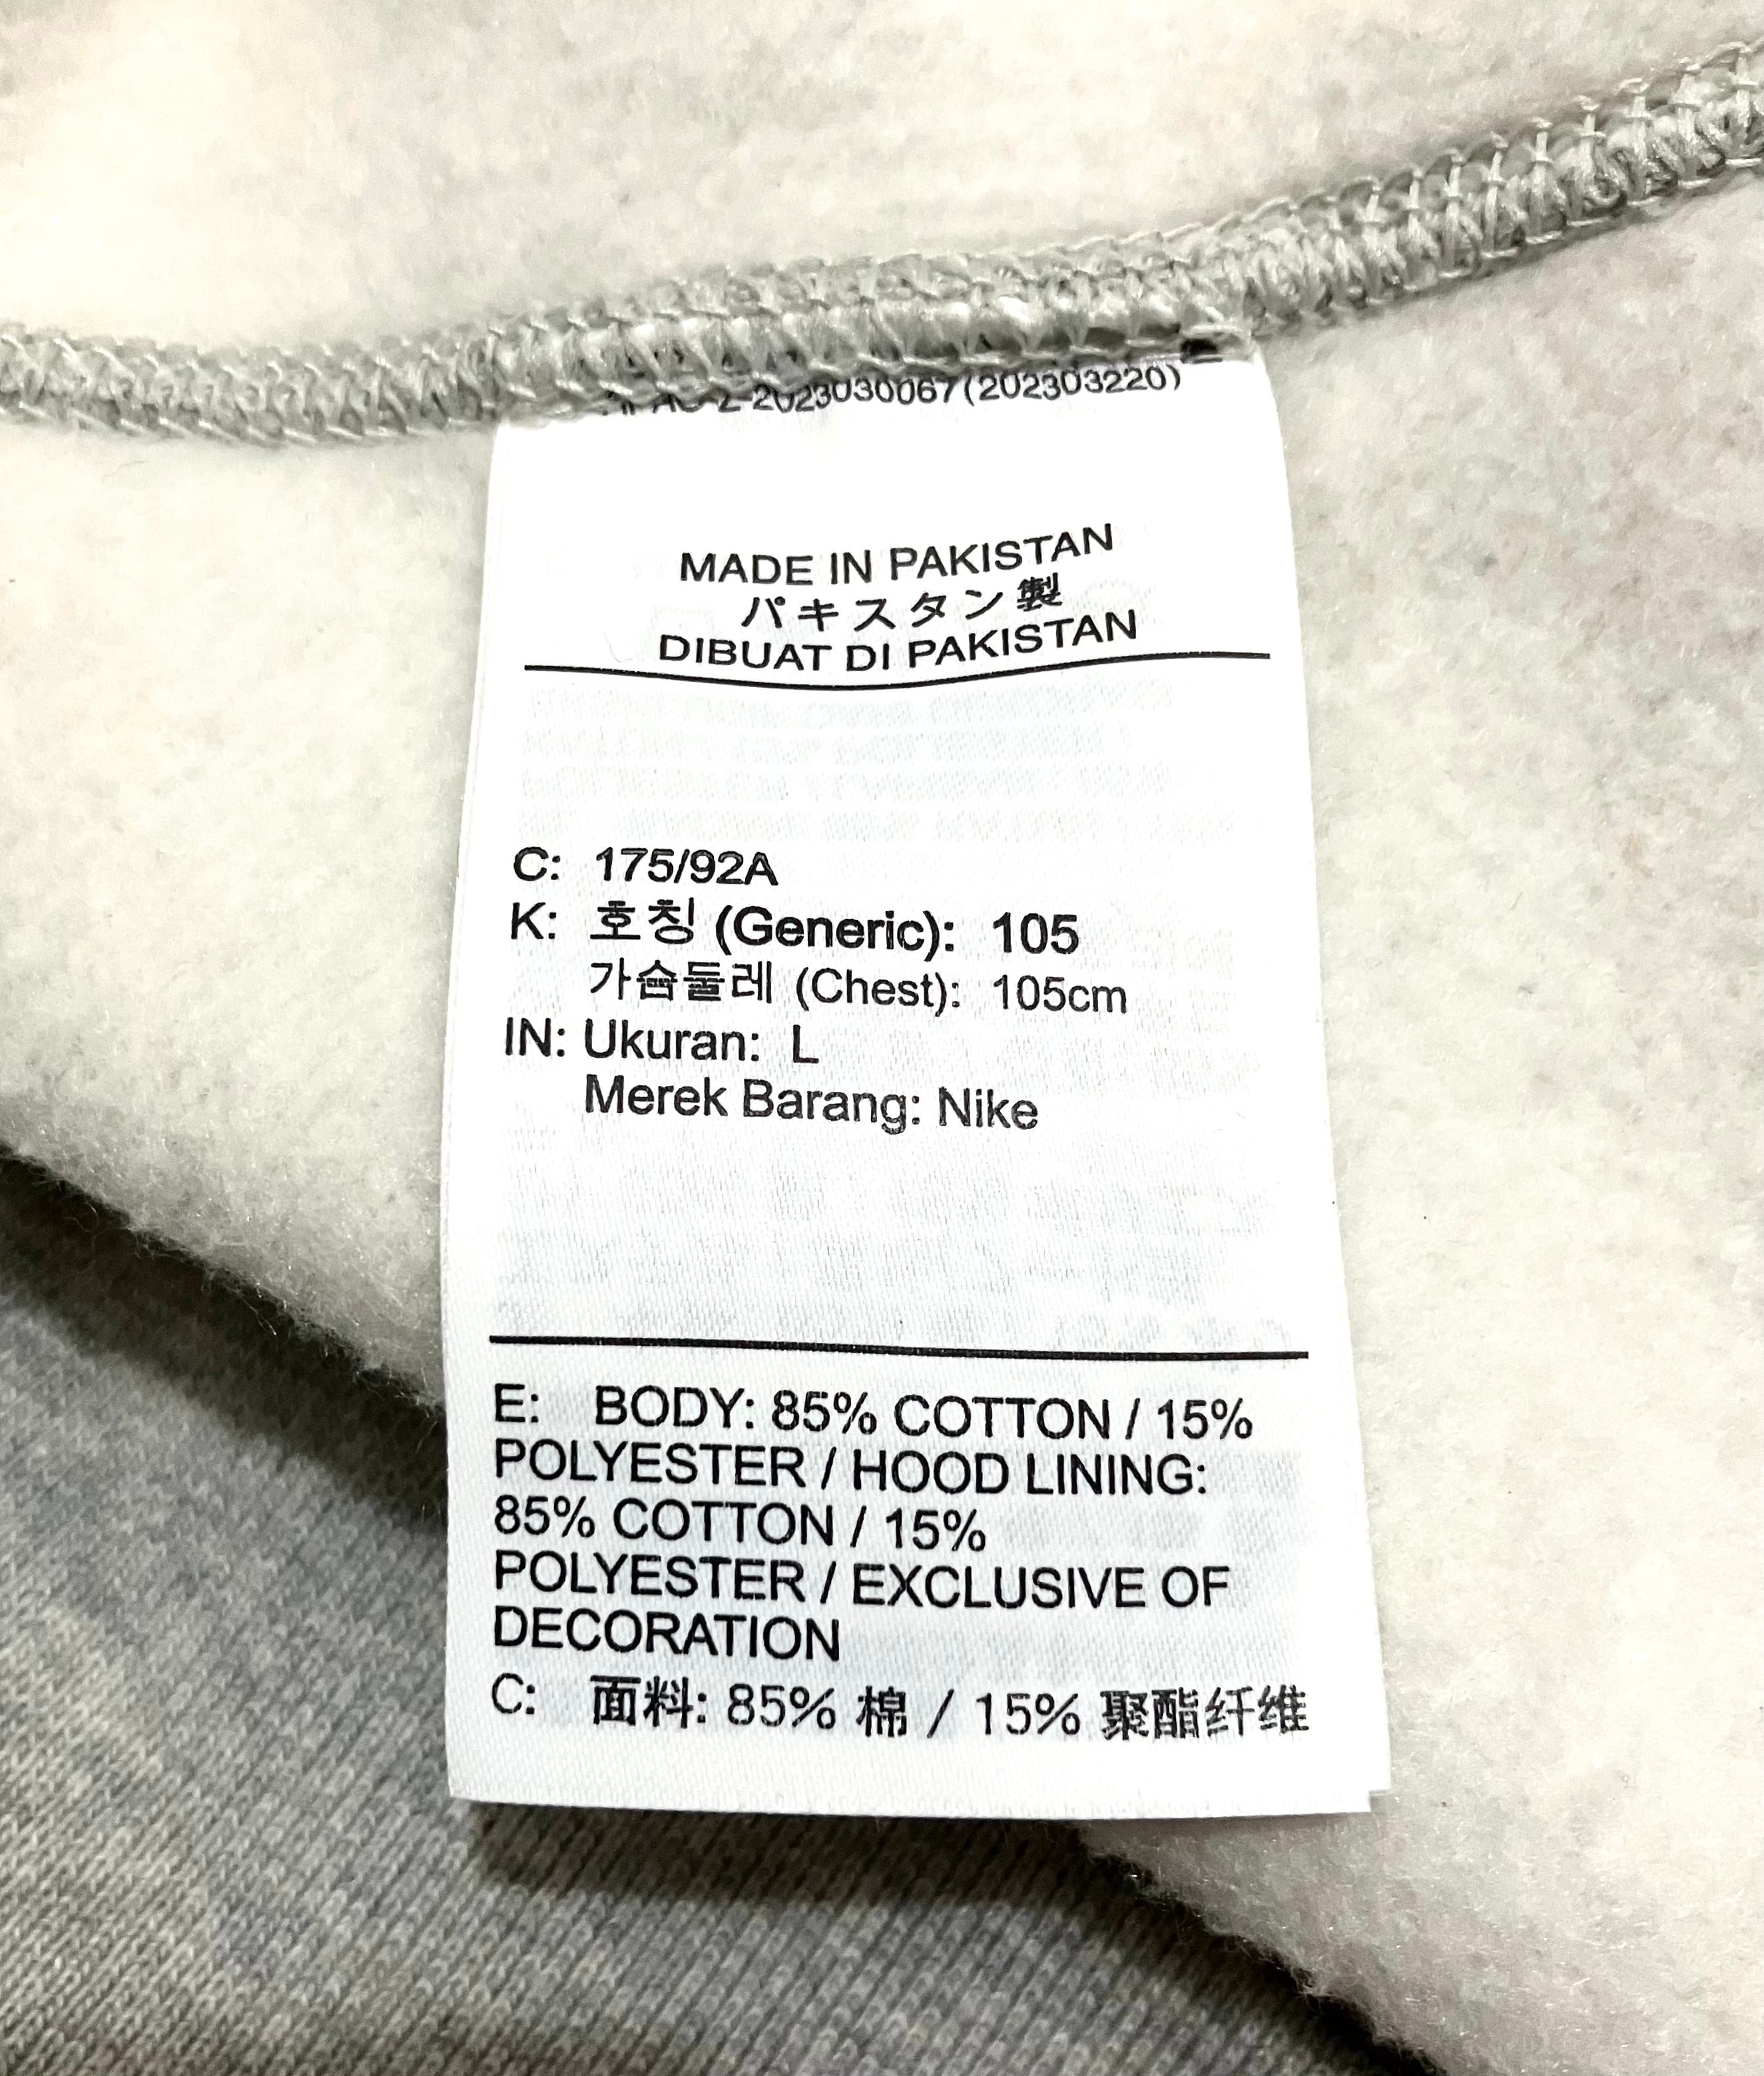 2-2023030067(202303220)
MADE IN PAKISTAN
パキスタン製
DIBUAT DI PAKISTAN
C: 175/92A
K: 호칭 (Generic): 105
가슴둘레 (Chest): 105cm
IN: Ukuran: L
Merek Barang: Nike
E: BODY: 85% COTTON / 15%
POLYESTER / HOOD LINING:
85% COTTON / 15%
POLYESTER / EXCLUSIVE OF
DECORATION
C: 面料: 85% 棉 / 15% 聚酯纤维